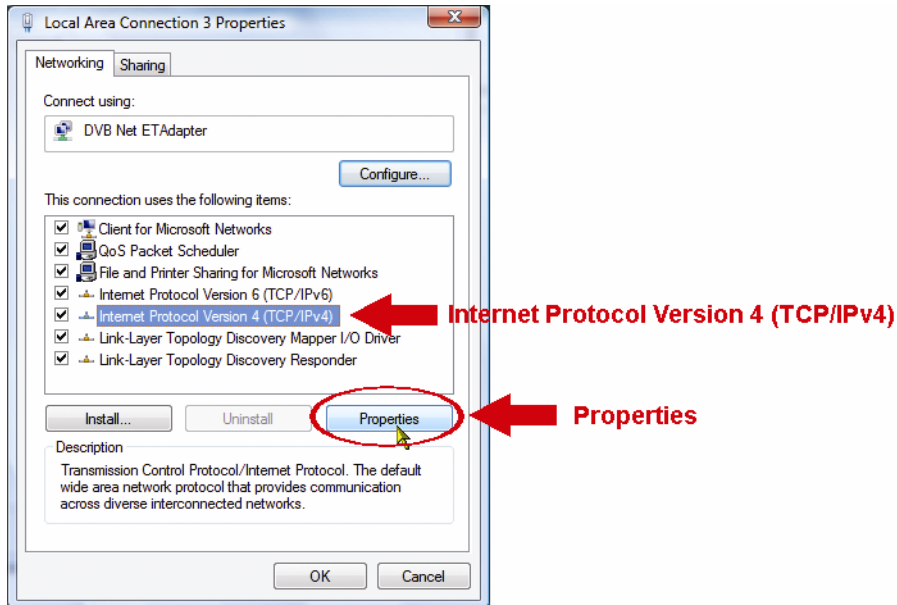 Local Area Connection 3 Properties
Networking
Sharing
Connect using:
DVB Net ETAdapter
Configure...
This connection uses the following items:
Client for Microsoft Networks
QoS Packet Scheduler
File and Printer Sharing for Microsoft Networks
Internet Protocol Version 6 (TCP/IPv6)
Internet Protocol Version 4 (TCP/IPv4)
Internet Protocol Version 4 (TCP/IPv4)
Link-Layer Topology Discovery Mapper I/O Driver
Link-Layer Topology Discovery Responder
Install...
Uninstall
Properties
Properties
Description
Transmission Control Protocol/Internet Protocol. The default
wide area network protocol that provides communication
across diverse interconnected networks.
OK
Cancel